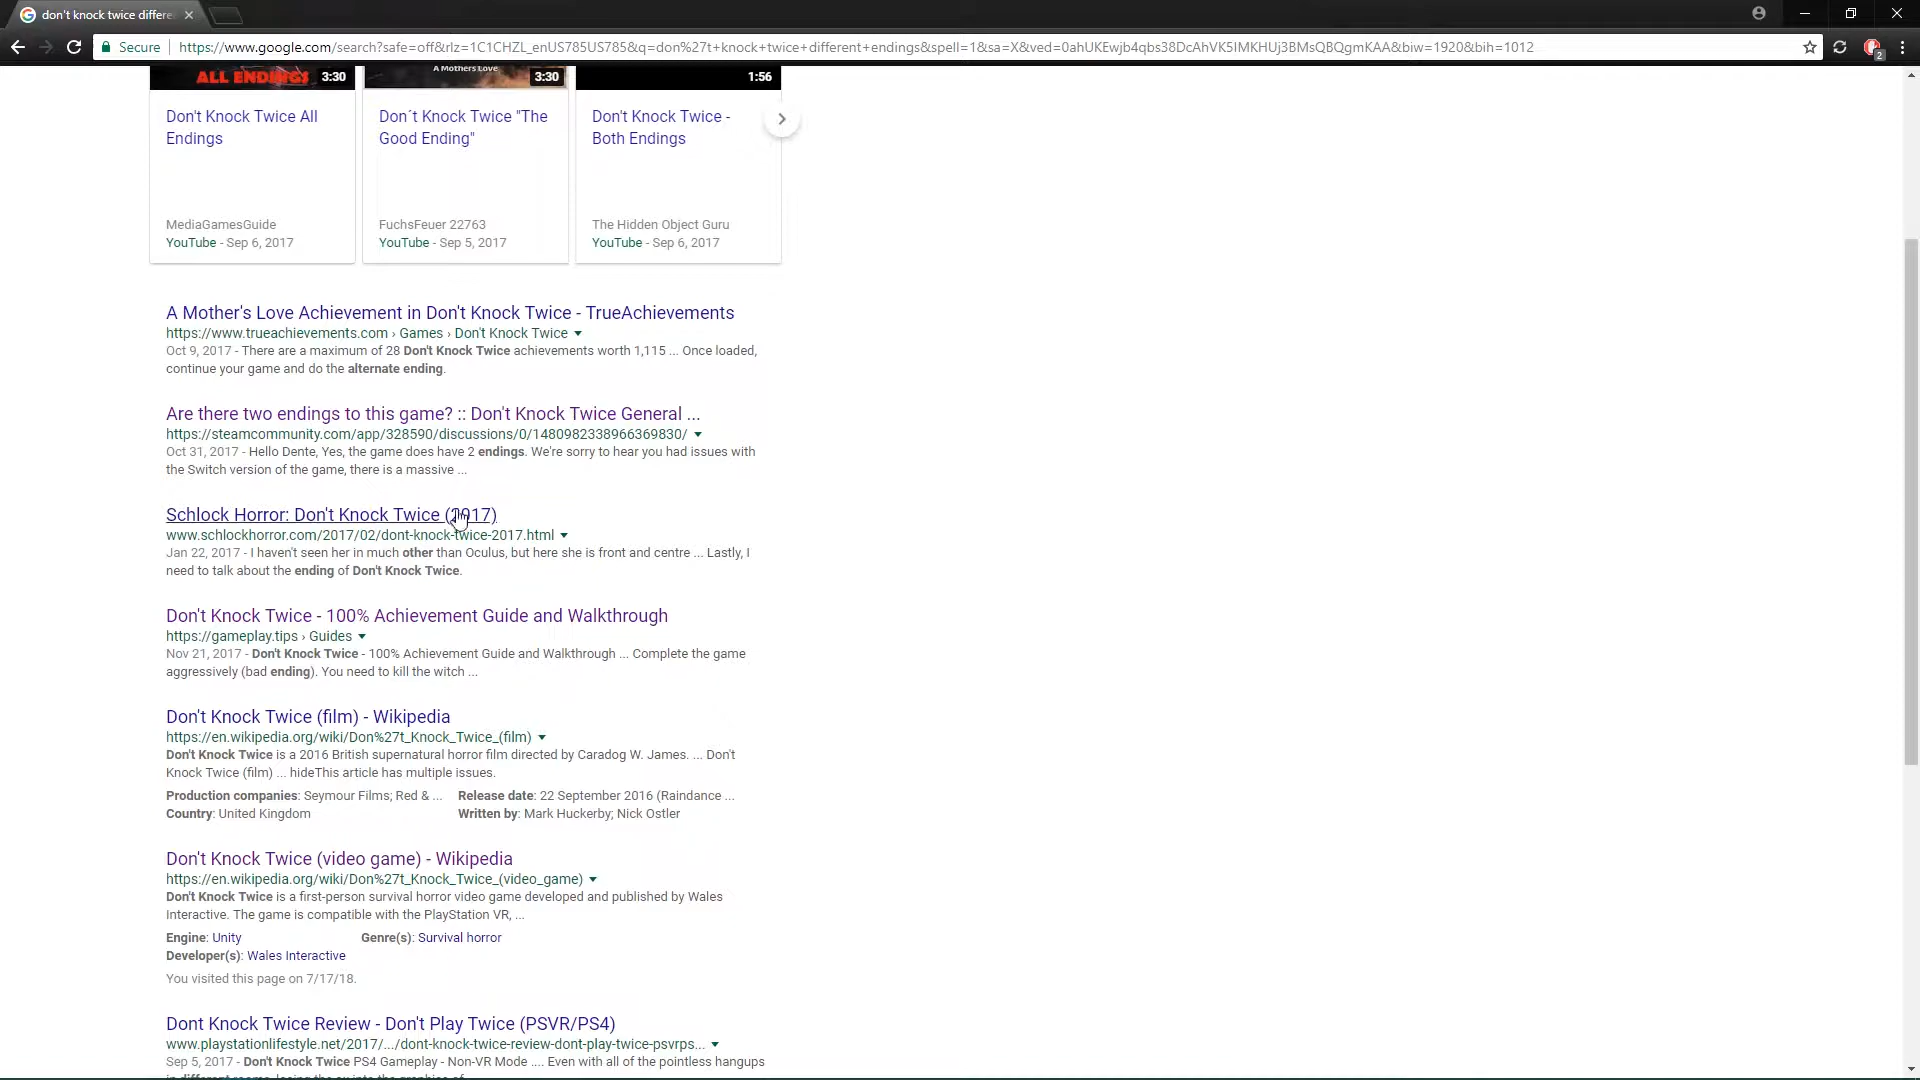 don't knock twice differe
Secure https://www.google.com/search?safe=off&rlz=1C1CHZL_enUS785US785&q=don%27t+knock+twice+different+endings&spell=1&sa=X&ved=0ahUKEwjb4qbs38DcAhVK5IMKHUj3BMsQBQgmKAA&biw=1920&bih=1012
2
ALL ENDINGS 3:30
A Mothers Love 3:30
1:56
Don't Knock Twice All
Endings
MediaGamesGuide
YouTube - Sep 6, 2017
Don´t Knock Twice "The
Good Ending"
FuchsFeuer 22763
YouTube - Sep 5, 2017
Don't Knock Twice -
Both Endings
The Hidden Object Guru
YouTube - Sep 6, 2017
A Mother's Love Achievement in Don't Knock Twice - TrueAchievements
https://www.trueachievements.com › Games › Don't Knock Twice
Oct 9, 2017 - There are a maximum of 28 Don't Knock Twice achievements worth 1,115 ... Once loaded,
continue your game and do the alternate ending.
Are there two endings to this game? :: Don't Knock Twice General ...
https://steamcommunity.com/app/328590/discussions/0/1480982338966369830/
Oct 31, 2017 - Hello Dente, Yes, the game does have 2 endings. We're sorry to hear you had issues with
the Switch version of the game, there is a massive ...
Schlock Horror: Don't Knock Twice (2017)
www.schlockhorror.com/2017/02/dont-knock-twice-2017.html
Jan 22, 2017 - I haven't seen her in much other than Oculus, but here she is front and centre ... Lastly, I
need to talk about the ending of Don't Knock Twice.
Don't Knock Twice - 100% Achievement Guide and Walkthrough
https://gameplay.tips › Guides
Nov 21, 2017 - Don't Knock Twice - 100% Achievement Guide and Walkthrough ... Complete the game
aggressively (bad ending). You need to kill the witch ...
Don't Knock Twice (film) - Wikipedia
https://en.wikipedia.org/wiki/Don%27t_Knock_Twice_(film)
Don't Knock Twice is a 2016 British supernatural horror film directed by Caradog W. James. ... Don't
Knock Twice (film) ... hideThis article has multiple issues.
Production companies: Seymour Films; Red & ... Release date: 22 September 2016 (Raindance ...
Country: United Kingdom Written by: Mark Huckerby; Nick Ostler
Don't Knock Twice (video game) - Wikipedia
https://en.wikipedia.org/wiki/Don%27t_Knock_Twice_(video_game)
Don't Knock Twice is a first-person survival horror video game developed and published by Wales
Interactive. The game is compatible with the PlayStation VR, ...
Engine: Unity Genre(s): Survival horror
Developer(s): Wales Interactive
You visited this page on 7/17/18.
Dont Knock Twice Review - Don't Play Twice (PSVR/PS4)
www.playstationlifestyle.net/2017/.../dont-knock-twice-review-dont-play-twice-psvrps...
Sep 5, 2017 - Don't Knock Twice PS4 Gameplay - Non-VR Mode .... Even with all of the pointless hangups